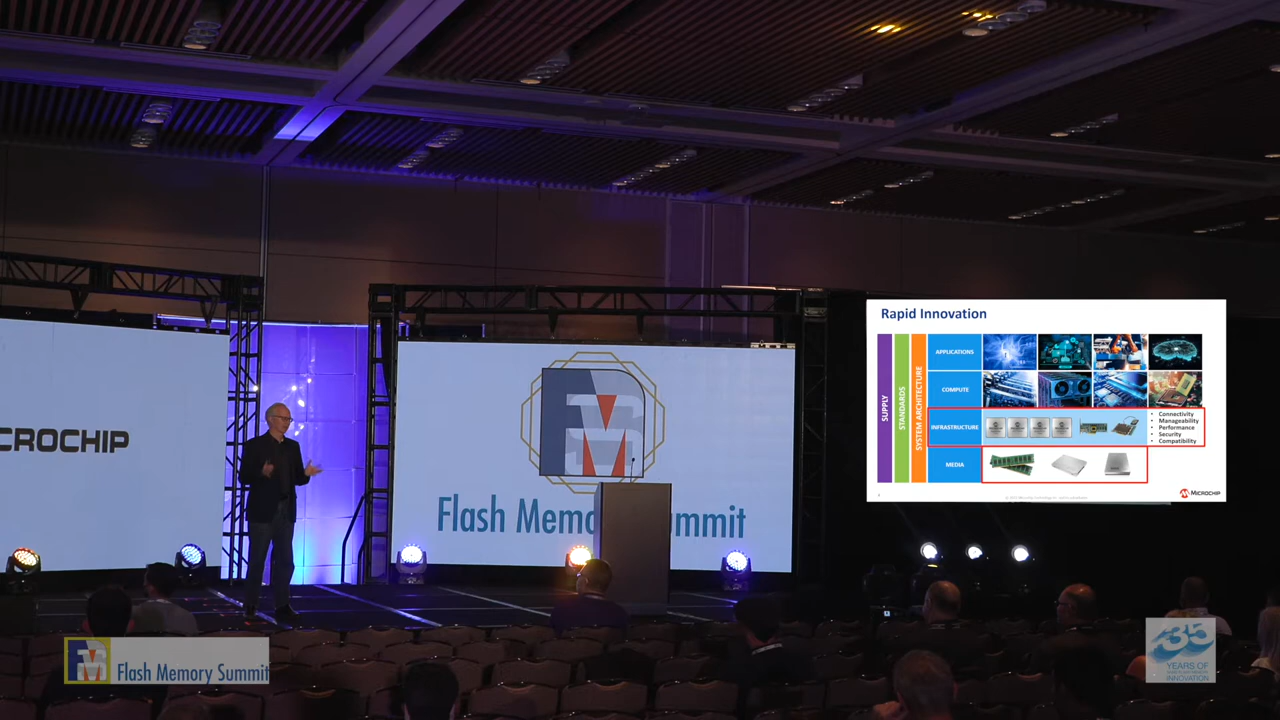 CROCHIP
Flash Memo ummit
Rapid Innovation
SUPPLY
STANDARDS
SYSTEM ARCHITECTURE
APPLICATIONS
COMPUTE
INFRASTRUCTURE
• Connectivity
• Manageability
• Performance
• Security
• Compatibility
MEDIA
MICROCHIP
FMS
Flash Memory Summit
35
YEARS OF
INNOVATION